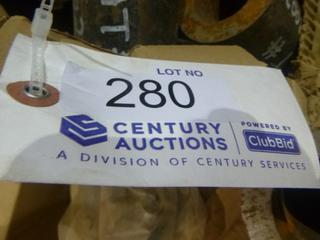 LOT NO
280
CENTURY
AUCTIONS
POWERED BY
ClubBid
A DIVISION OF CENTURY SERVICES